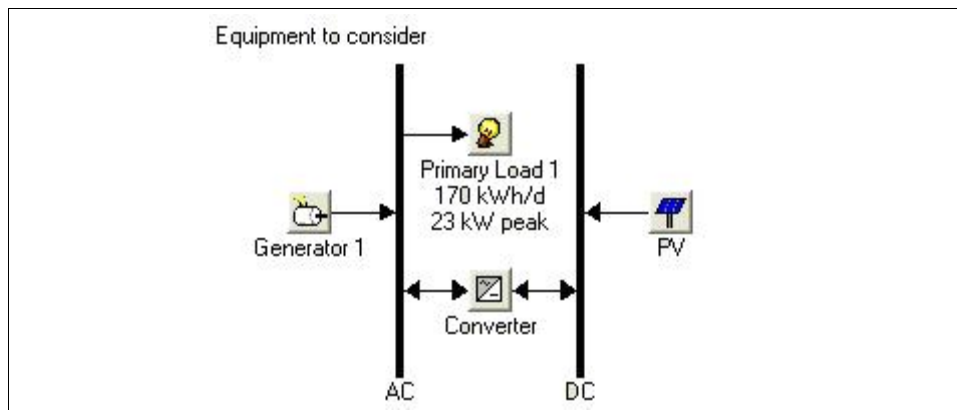 Equipment to consider
Primary Load 1
170 kWh/d
23 kW peak
Generator 1
PV
Converter
AC
DC